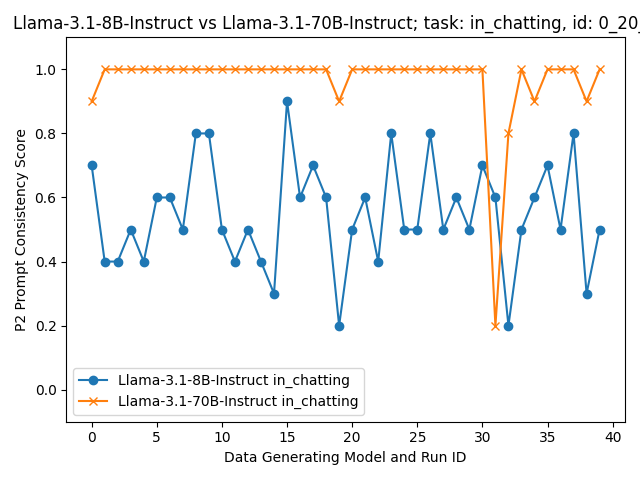 Llama-3.1-8B-Instruct vs Llama-3.1-70B-Instruct; task: in_chatting, id: 0_20_
1.0
0.8
0.6
0.4
0.2
0.0
P2 Prompt Consistency Score
Llama-3.1-8B-Instruct in_chatting
Llama-3.1-70B-Instruct in_chatting
0 5 10 15 20 25 30 35 40
Data Generating Model and Run ID